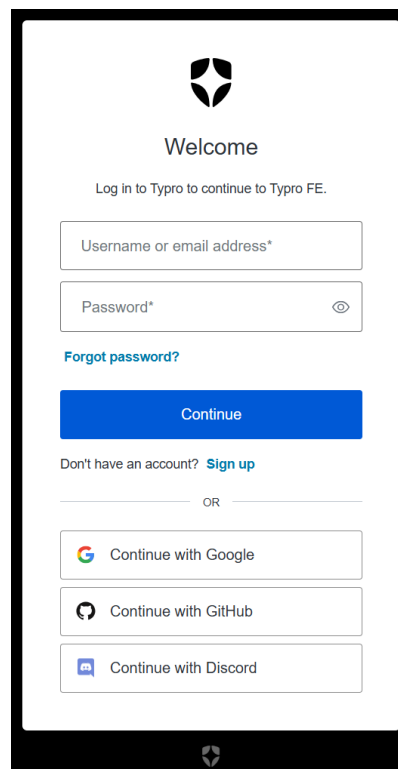 Welcome
Log in to Typro to continue to Typro FE.
Username or email address*
Password*
Forgot password?
Continue
Don't have an account? Sign up
OR
Continue with Google
Continue with GitHub
Continue with Discord